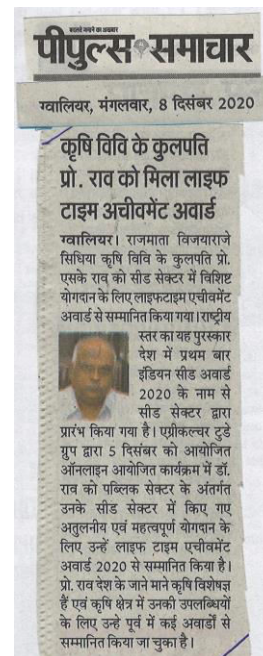 बदलते जमाने का अखबार
पीपुल्स समाचार
ग्वालियर, मंगलवार, 8 दिसंबर 2020
कृषि विवि के कुलपति
प्रो. राव को मिला लाइफ
टाइम अचीवमेंट अवार्ड
ग्वालियर। राजमाता विजयाराजे
सिंधिया कृषि विवि के कुलपति प्रो.
एसके राव को सीड सेक्टर में विशिष्ट
योगदान के लिए लाइफटाइम एचीवमेंट
अवार्ड से सम्मानित किया गया। राष्ट्रीय
स्तर का यह पुरस्कार
देश में प्रथम बार
इंडियन सीड अवार्ड
2020 के नाम से
सीड सेक्टर द्वारा
प्रारंभ किया गया है। एग्रीकल्चर टुडे
ग्रुप द्वारा 5 दिसंबर को आयोजित
ऑनलाइन आयोजित कार्यक्रम में डॉ.
राव को पब्लिक सेक्टर के अंतर्गत
उनके सीड सेक्टर में किए गए
अतुलनीय एवं महत्वपूर्ण योगदान के
लिए उन्हें लाइफ टाइम एचीवमेंट
अवार्ड 2020 से सम्मानित किया है।
प्रो. राव देश के जाने माने कृषि विशेषज्ञ
हैं एवं कृषि क्षेत्र में उनकी उपलब्धियों
के लिए उन्हें पूर्व में कई अवार्डों से
सम्मानित किया जा चुका है।